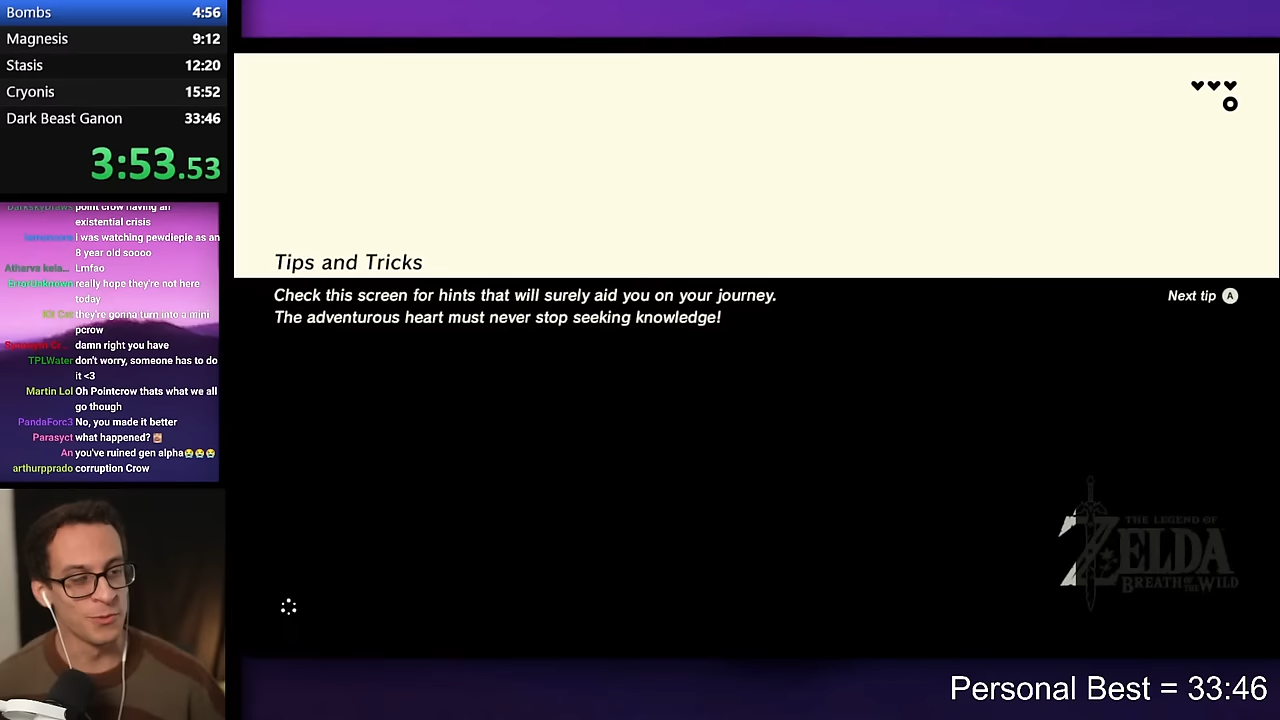 Bombs 4:56
Magnesis 9:12
Stasis 12:20
Cryonis 15:52
Dark Beast Ganon 33:46
3:53.53
point crow having an
existential crisis
I was watching pewdiepie as an
8 year old soooo
Lmfao
really hope they're not here
today
they're gonna turn into a mini
pcrow
damn right you have
TPLWater don't worry, someone has to do
it <3
Martin Lol Oh Pointcrow thats what we all
go though
PandaForc3 No, you made it better
Parasyct what happened?
An you've ruined gen alpha😭😭😭
arthurpprado corruption Crow
Tips and Tricks
Check this screen for hints that will surely aid you on your journey.
The adventurous heart must never stop seeking knowledge!
Next tip A
THE LEGEND OF
ZELDA
BREATH OF THE WILD
Personal Best = 33:46